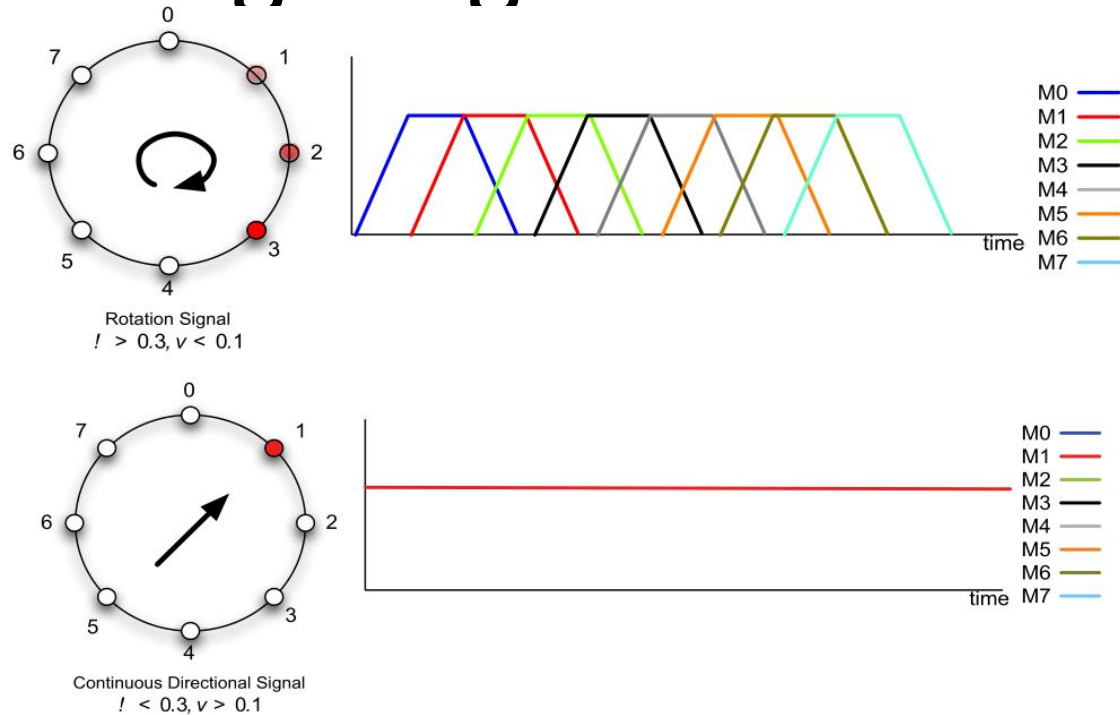 0
7
1
6
2
5
3
4
Rotation Signal
! > 0.3, v < 0.1
time
M0
M1
M2
M3
M4
M5
M6
M7
0
7
1
6
2
5
3
4
Continuous Directional Signal
! < 0.3, v > 0.1
time
M0
M1
M2
M3
M4
M5
M6
M7